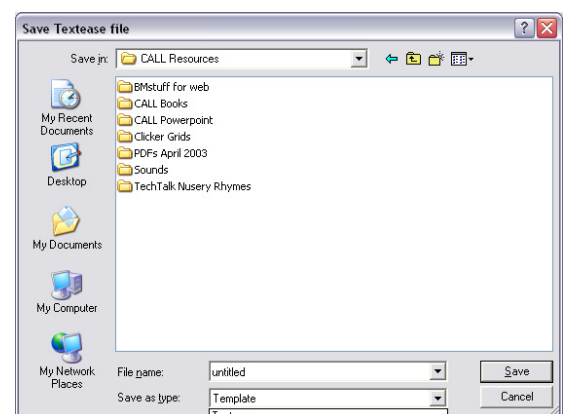 Save Textease file
Save in:
CALL Resources
BMstuff for web
CALL Books
CALL Powerpoint
Clicker Grids
PDFs April 2003
Sounds
TechTalk Nusery Rhymes
My Recent
Documents
Desktop
My Documents
My Computer
My Network
Places
File name:
untitled
Save
Save as type:
Template
Cancel